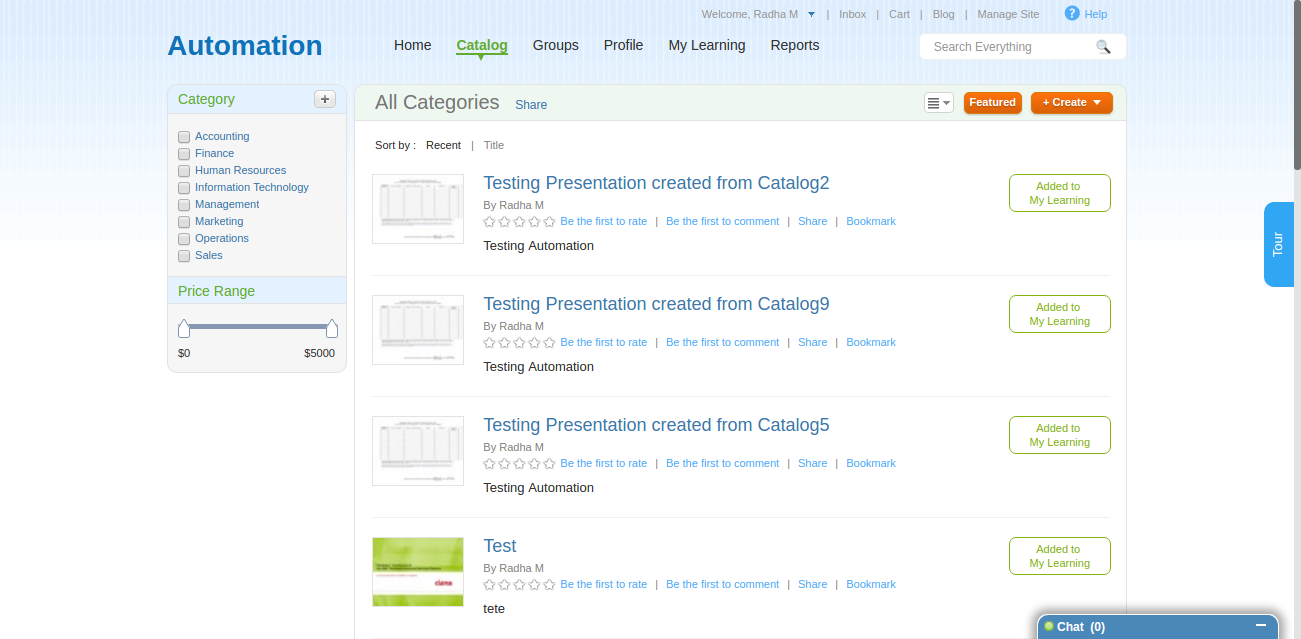 Welcome, Radha M | Inbox | Cart | Blog | Manage Site ? Help
Automation
Home Catalog Groups Profile My Learning Reports
Search Everything
Category +
Accounting
Finance
Human Resources
Information Technology
Management
Marketing
Operations
Sales
Price Range
$0 $5000
All Categories Share
Featured + Create
Sort by : Recent | Title
Testing Presentation created from Catalog2
By Radha M
Be the first to rate | Be the first to comment | Share | Bookmark
Testing Automation
Added to
My Learning
Testing Presentation created from Catalog9
By Radha M
Be the first to rate | Be the first to comment | Share | Bookmark
Testing Automation
Added to
My Learning
Testing Presentation created from Catalog5
By Radha M
Be the first to rate | Be the first to comment | Share | Bookmark
Testing Automation
Added to
My Learning
Test
By Radha M
Be the first to rate | Be the first to comment | Share | Bookmark
tete
Added to
My Learning
Tour
Chat (0)